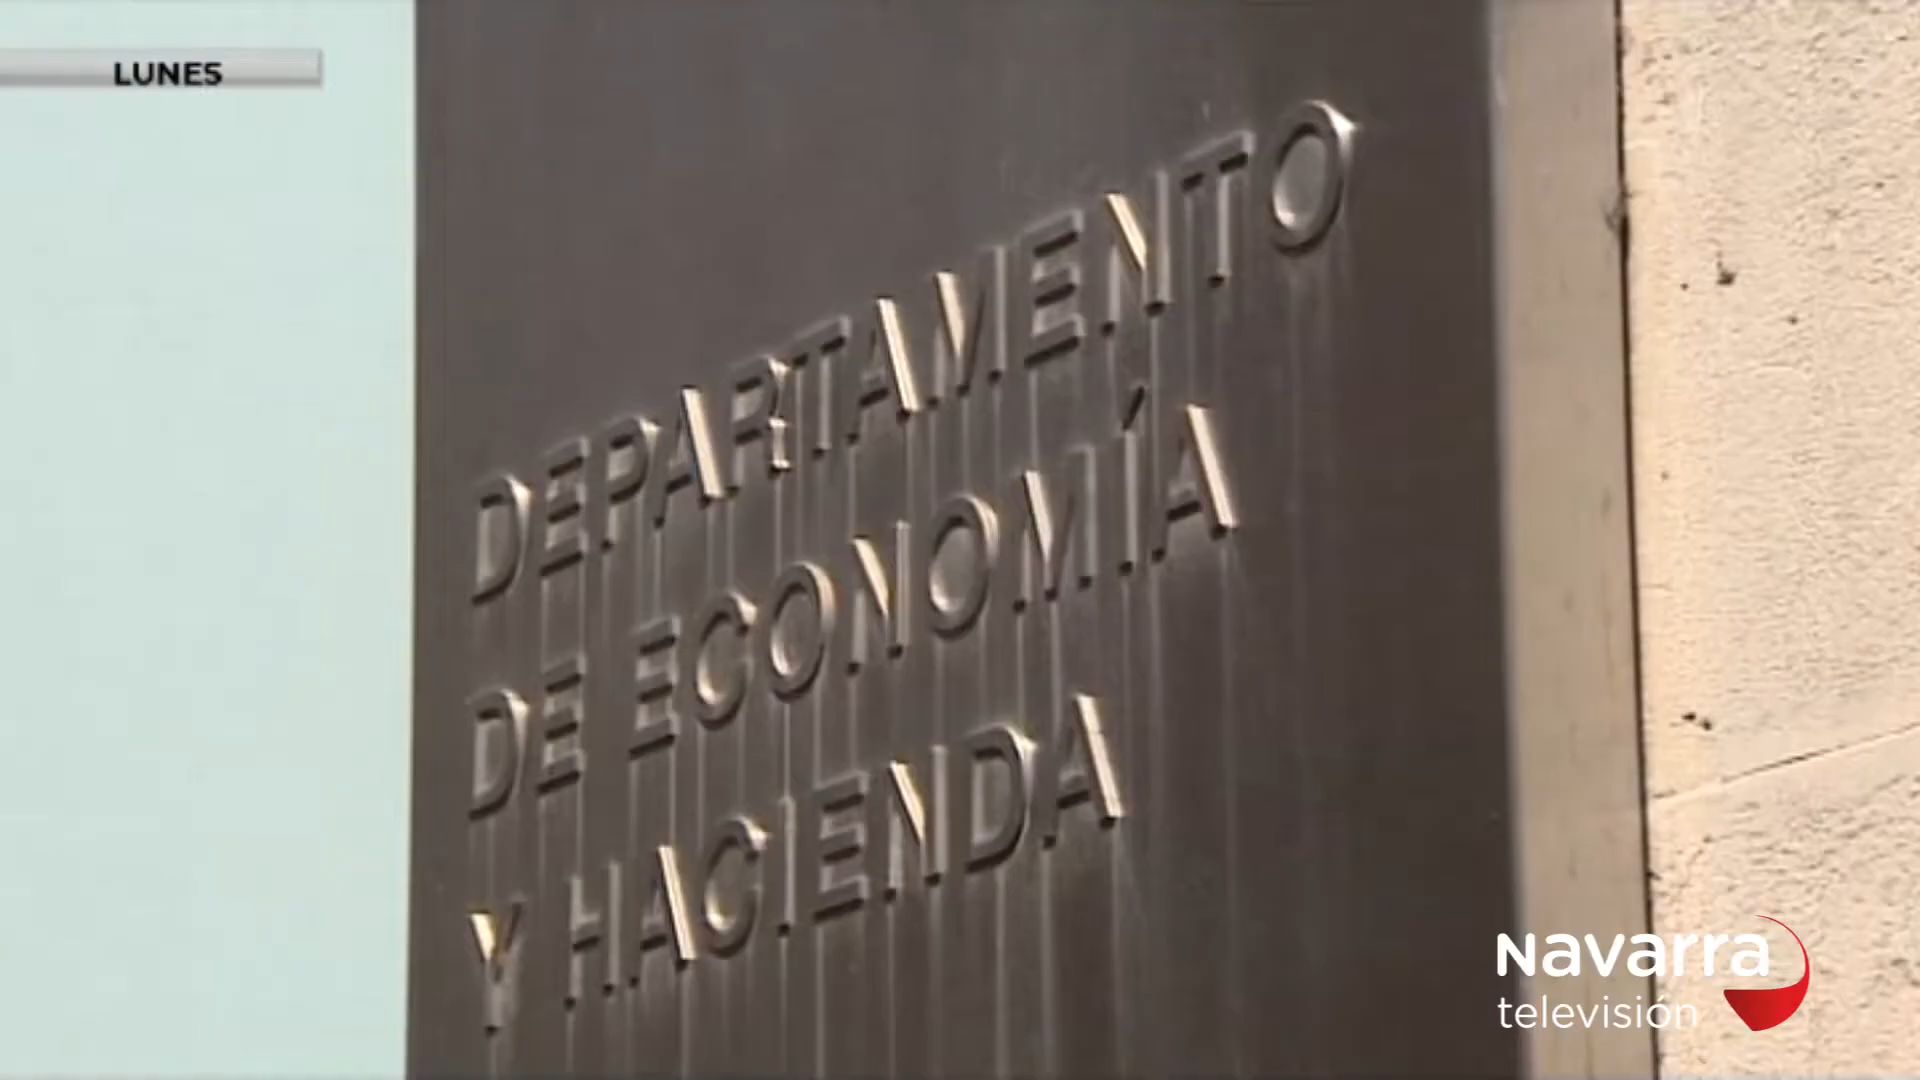 LUNES
DEPARTAMENTO
DE ECONOMÍA
Y HACIENDA
Navarra
televisión